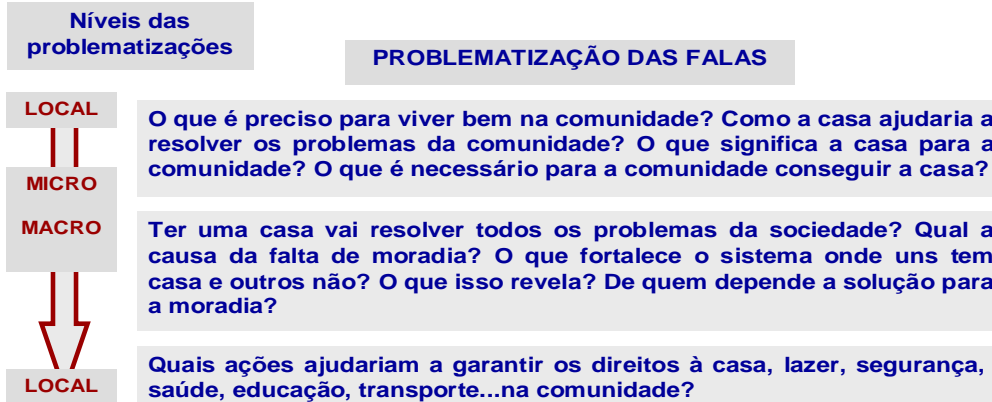 Níveis das
problematizações
PROBLEMATIZAÇÃO DAS FALAS
LOCAL
O que é preciso para viver bem na comunidade? Como a casa ajudaria a
resolver os problemas da comunidade? O que significa a casa para a
comunidade? O que é necessário para a comunidade conseguir a casa?
MICRO
MACRO
Ter uma casa vai resolver todos os problemas da sociedade? Qual a
causa da falta de moradia? O que fortalece o sistema onde uns tem
casa e outros não? O que isso revela? De quem depende a solução para
a moradia?
Quais ações ajudariam a garantir os direitos à casa, lazer, segurança,
saúde, educação, transporte...na comunidade?
LOCAL